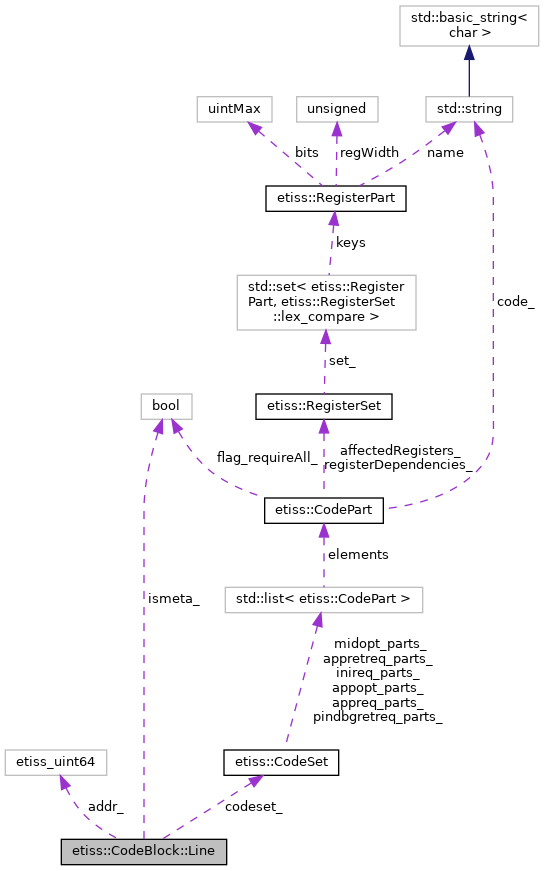 std::basic_string<
char >
uintMax
unsigned
std::string
bits
regWidth
name
etiss::RegisterPart
keys
std::set< etiss::Register
Part, etiss::RegisterSet
::lex_compare >
code_
set_
bool
etiss::RegisterSet
flag_requireAll_
affectedRegisters_
registerDependencies_
etiss::CodePart
elements
ismeta_
std::list< etiss::CodePart >
midopt_parts_
appretreq_parts_
inireq_parts_
appopt_parts_
appreq_parts_
pindbgretreq_parts_
etiss_uint64
etiss::CodeSet
addr_
codeset_
etiss::CodeBlock::Line